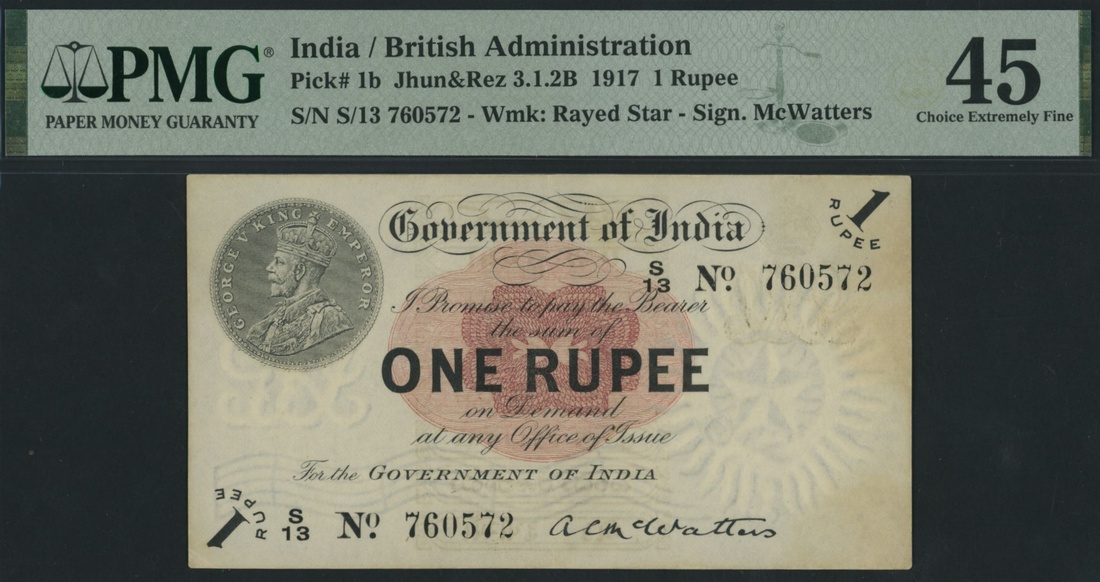 PMG®
PAPER MONEY GUARANTY
India / British Administration
Pick# 1b Jhun&Rez 3.1.2B 1917 1 Rupee
S/N S/13 760572 - Wmk: Rayed Star - Sign. McWatters
45
Choice Extremely Fine
GEORGE V KING EMPEROR
Government of India
1
RUPEE
S
13 No. 760572
I Promise to pay the Bearer
the sum of
ONE RUPEE
on Demand
at any Office of Issue
For the GOVERNMENT OF INDIA
1
RUPEE
S
13 No. 760572 A C McWatters